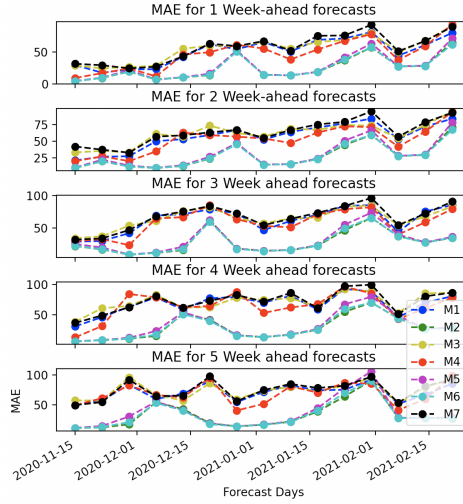 MAE for 1 Week-ahead forecasts
50
0
MAE for 2 Week-ahead forecasts
75
50
25
MAE for 3 Week ahead forecasts
100
50
MAE for 4 Week ahead forecasts
100
50
M1
M2
M3
M4
M5
M6
M7
MAE for 5 Week ahead forecasts
100
50
MAE
2020-11-15
2020-12-01
2020-12-15
2021-01-01
2021-01-15
2021-02-01
2021-02-15
Forecast Days